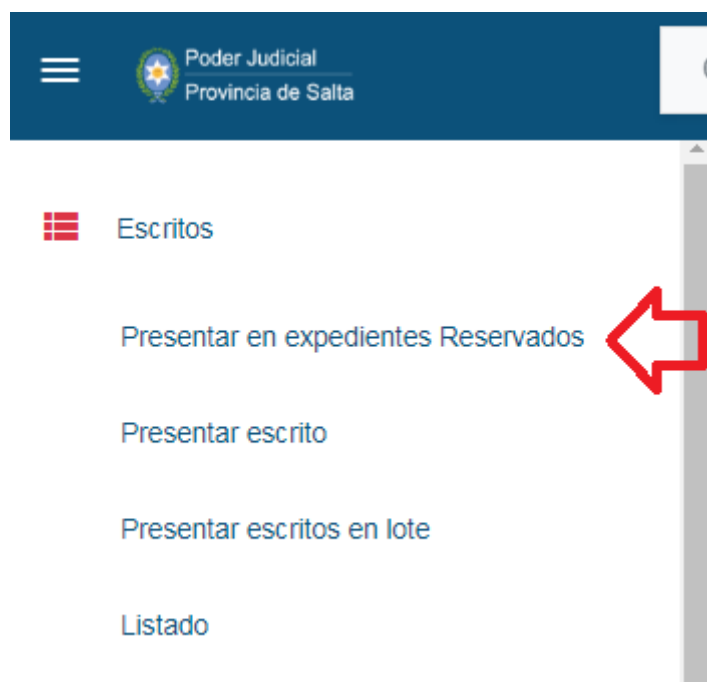 Poder Judicial
Provincia de Salta
Escritos
Presentar en expedientes Reservados
Presentar escrito
Presentar escritos en lote
Listado